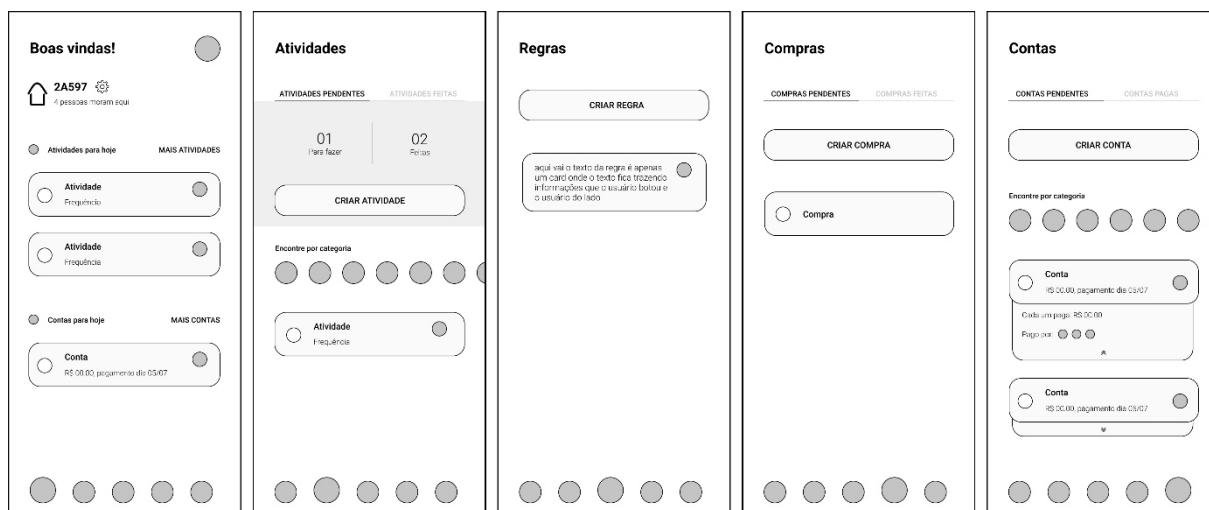 Boas vindas!
2A597
4 pessoas moram aqui
Atividades para hoje
MAIS ATIVIDADES
Atividade
Frequência
Atividade
Frequência
Contas para hoje
MAIS CONTAS
Conta
R$ 00.00, pagamento dia 05/07
Atividades
ATIVIDADES PENDENTES
ATIVIDADES FEITAS
01
Para fazer
02
Feitas
CRIAR ATIVIDADE
Encontre por categoria
Atividade
Frequência
Regras
CRIAR REGRA
aqui vai o texto da regra é apenas
um card onde o texto fica trazendo
informações que o usuário botou e
o usuário do lado
Compras
COMPRAS PENDENTES
COMPRAS FEITAS
CRIAR COMPRA
Compra
Contas
CONTAS PENDENTES
CONTAS PAGAS
CRIAR CONTA
Encontre por categoria
Conta
R$ 00.00, pagamento dia 05/07
Cada um paga: R$ 00.00
Pago por:
Conta
R$ 00.00, pagamento dia 05/07